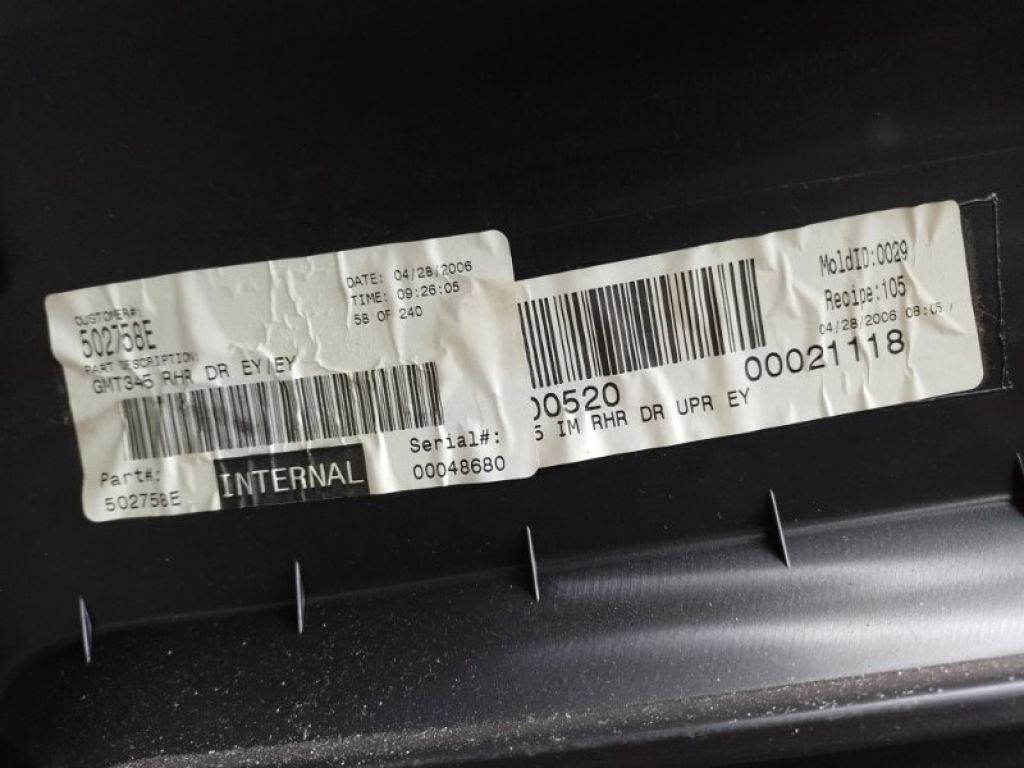 CUSTOMER#:
502758E
PART DESCRIPTION:
GMT345 RHR DR EY/EY
DATE: 04/28/2006
TIME: 09:26:05
58 OF 240
Part#:
502758E
INTERNAL
Serial#:
00048680
MoldID:0029
Recipe:105
04/28/2006 08:05
00520
00021118
5 IM RHR DR UPR EY